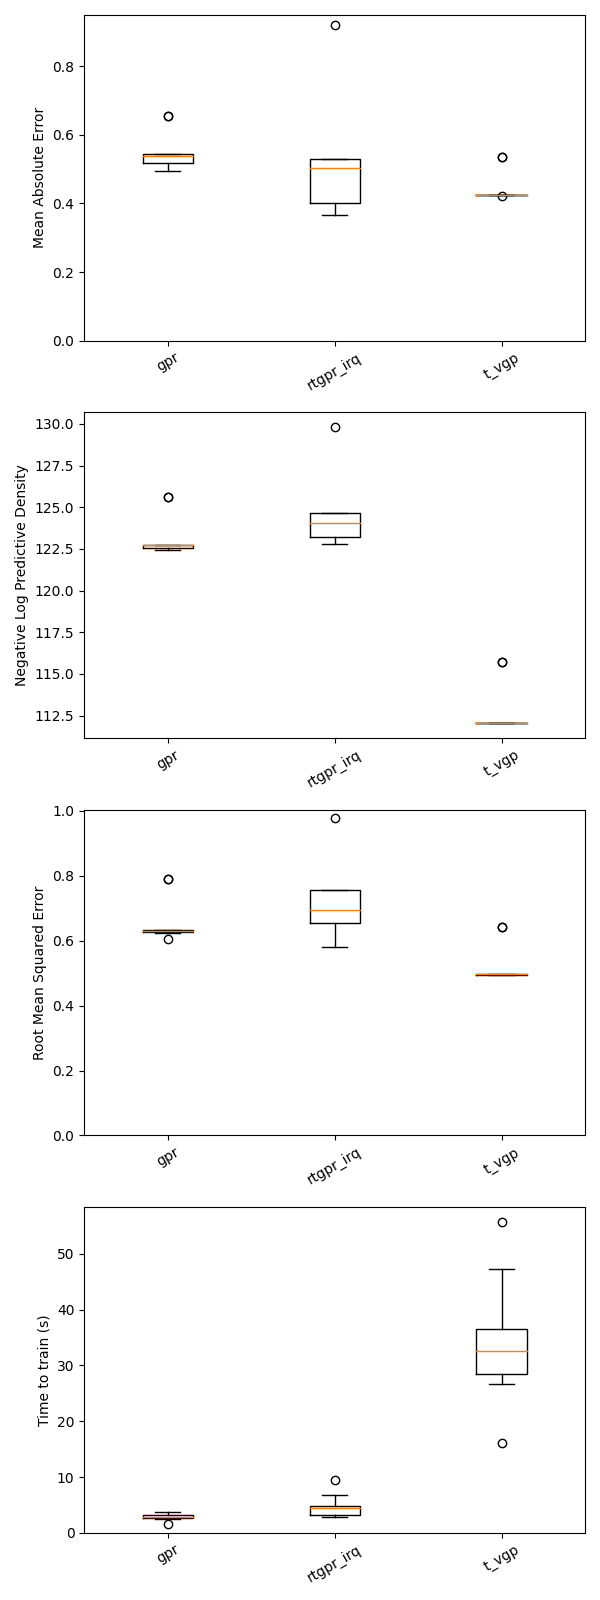 Mean Absolute Error
0.8
0.6
0.4
0.2
0.0
gpr
rtgpr_irq
t_vgp
Negative Log Predictive Density
130.0
127.5
125.0
122.5
120.0
117.5
115.0
112.5
gpr
rtgpr_irq
t_vgp
Root Mean Squared Error
1.0
0.8
0.6
0.4
0.2
0.0
gpr
rtgpr_irq
t_vgp
Time to train (s)
50
40
30
20
10
0
gpr
rtgpr_irq
t_vgp